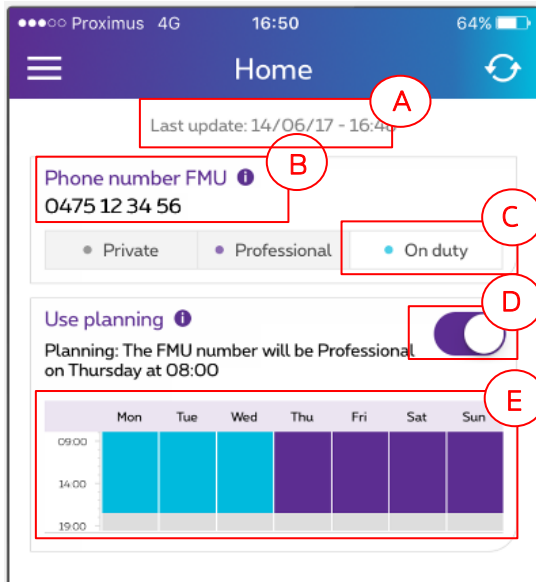 Proximus 4G 16:50 64%
Home
A
Last update: 14/06/17 - 16:4
B
Phone number FMU i
0475 12 34 56
C
Private Professional On duty
D
Use planning i
Planning: The FMU number will be Professional
on Thursday at 08:00
E
Mon Tue Wed Thu Fri Sat Sun
09:00
14:00
19:00